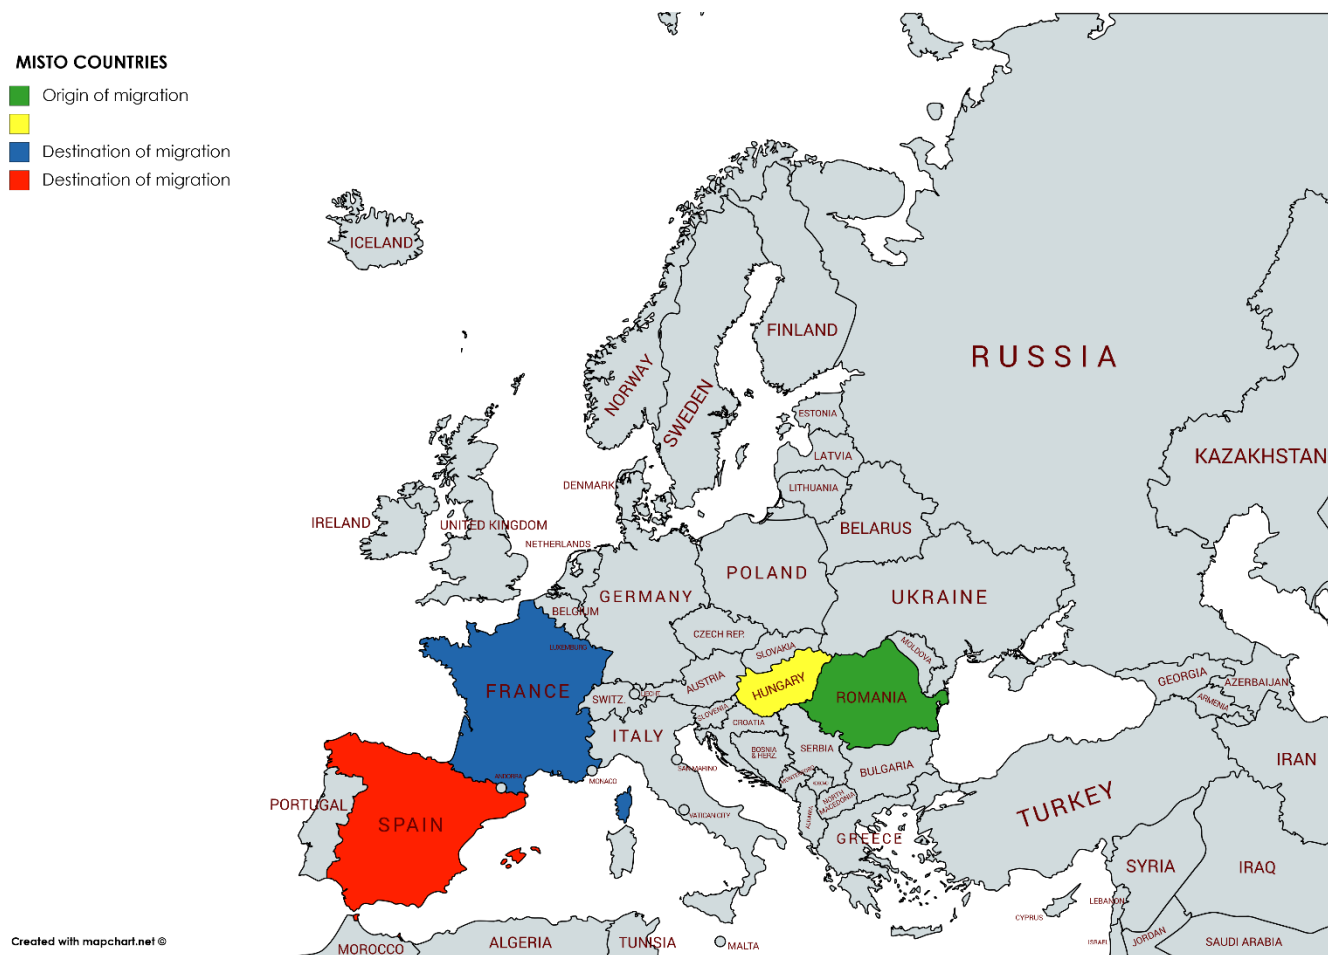 MISTO COUNTRIES
Origin of migration
Destination of migration
Destination of migration
ICELAND
FINLAND
RUSSIA
NORWAY
SWEDEN
ESTONIA
LATVIA
KAZAKHSTAN
DENMARK
LITHUANIA
IRELAND
UNITED KINGDOM
BELARUS
NETHERLANDS
POLAND
GERMANY
UKRAINE
BELGIUM
CZECH REP.
LUXEMBURG
SLOVAKIA
MOLDOVA
FRANCE
AUSTRIA
HUNGARY
ROMANIA
GEORGIA
AZERBAIJAN
SWITZ.
LIECHT.
ARMENIA
SLOVENIA
CROATIA
ITALY
BOSNIA
& HERZ.
SERBIA
IRAN
SAN MARINO
BULGARIA
MONTENEGRO
ANDORRA
MONACO
PORTUGAL
SPAIN
NORTH
MACEDONIA
TURKEY
VATICAN CITY
ALBANIA
GREECE
SYRIA
IRAQ
LEBANON
CYPRUS
MOROCCO
ALGERIA
TUNISIA
MALTA
ISRAEL
JORDAN
SAUDI ARABIA
Created with mapchart.net ©